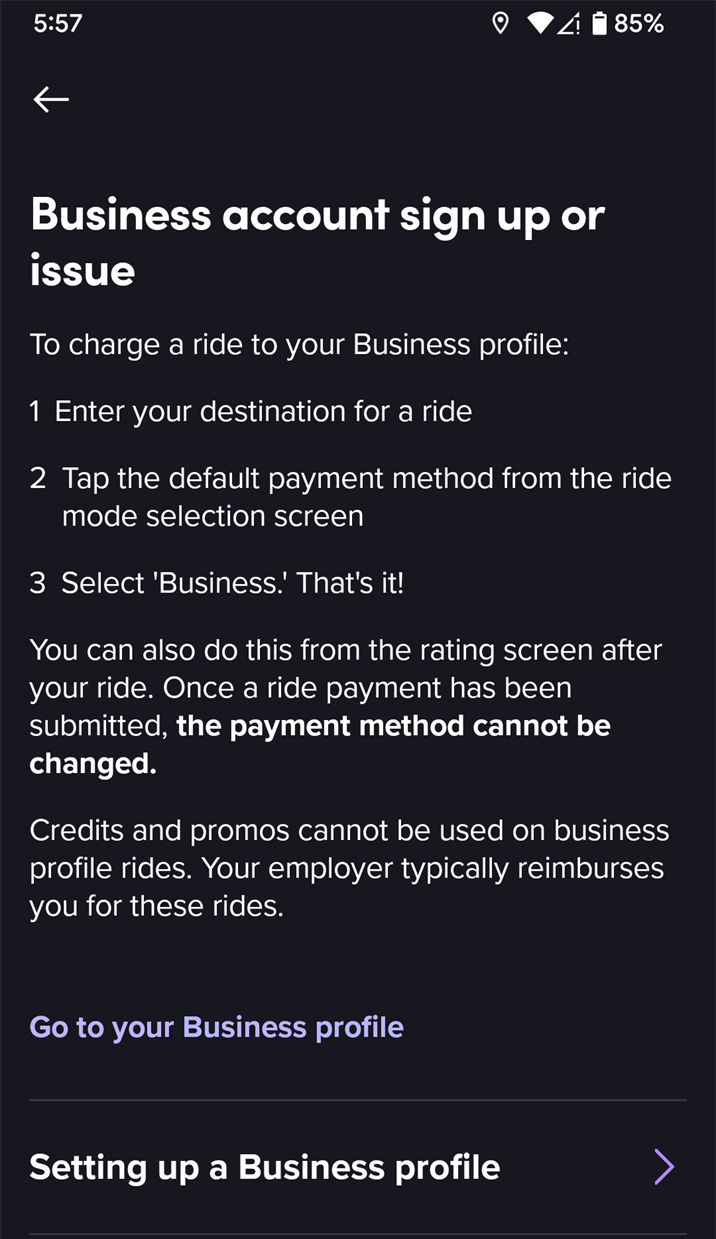 5:57
85%
Business account sign up or
issue
To charge a ride to your Business profile:
1 Enter your destination for a ride
2 Tap the default payment method from the ride
mode selection screen
3 Select 'Business.' That's it!
You can also do this from the rating screen after
your ride. Once a ride payment has been
submitted, the payment method cannot be
changed.
Credits and promos cannot be used on business
profile rides. Your employer typically reimburses
you for these rides.
Go to your Business profile
Setting up a Business profile